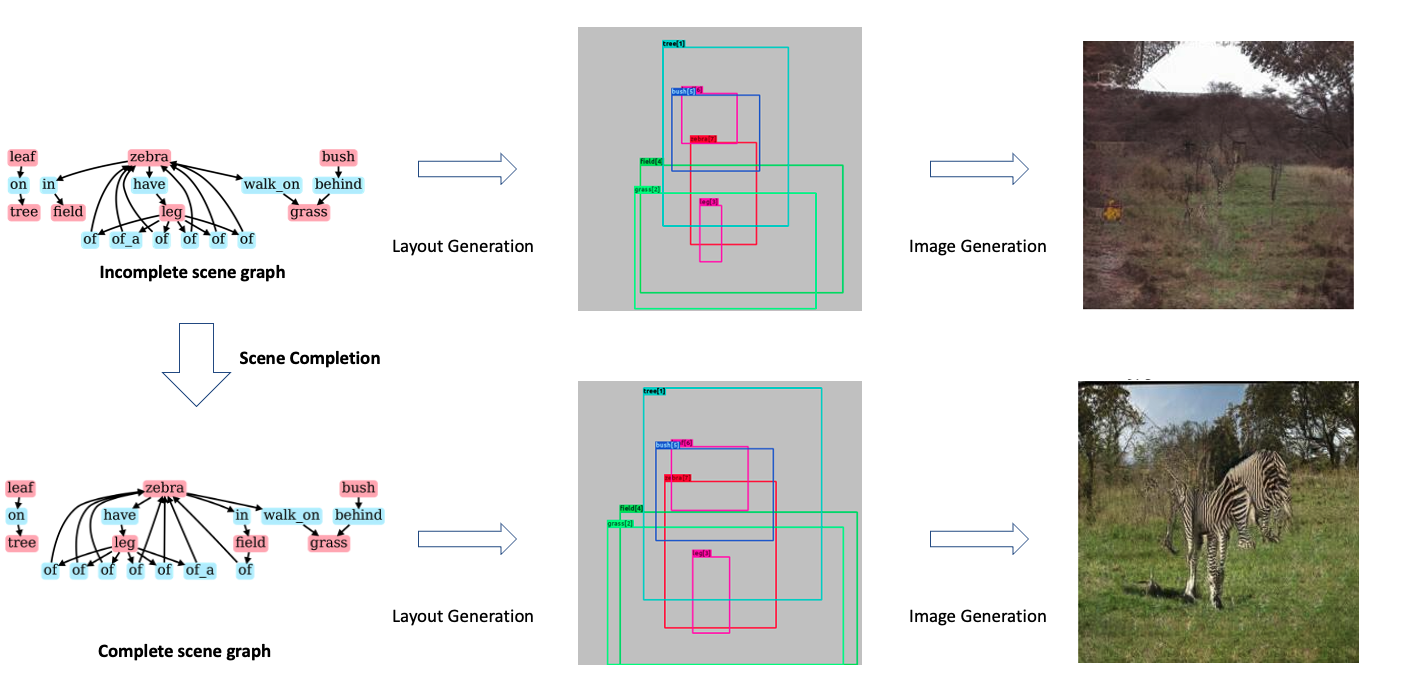 leaf zebra bush
on in have walk_on behind
tree field leg grass
of of_a of of of of
Incomplete scene graph
Layout Generation
tree[1]
bush[5]
zebra[7]
field[4]
grass[2]
leg[3]
Image Generation
Scene Completion
leaf zebra bush
on have in walk_on behind
tree leg field grass
of of of of of of_a of
Complete scene graph
Layout Generation
tree[1]
bush[5]
zebra[7]
field[4]
grass[2]
leg[3]
Image Generation